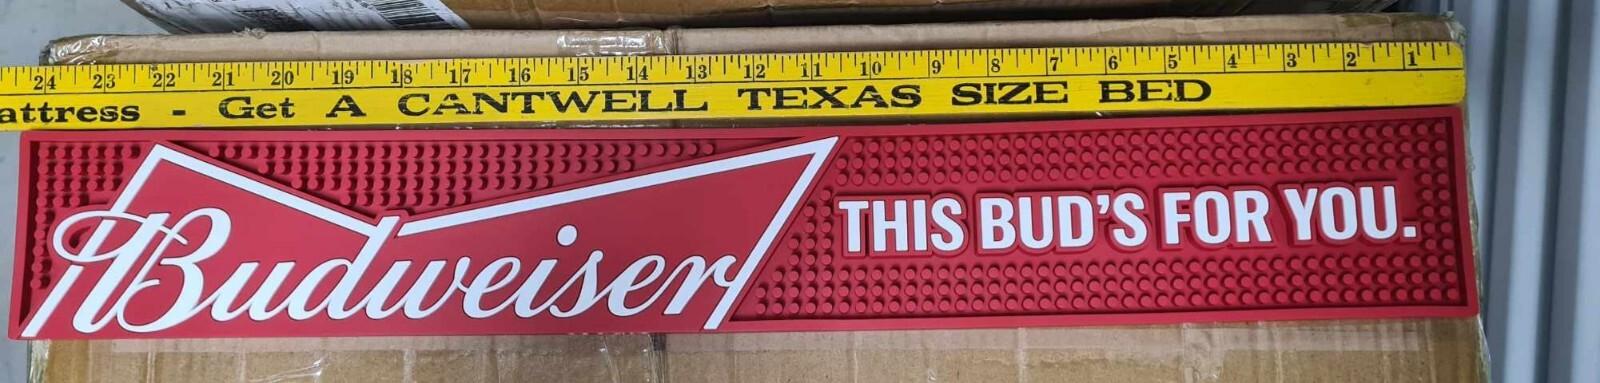 24 23 22 21 20 19 18 17 16 15 14 13 12 11 10 9 8 7 6 5 4 3 2 1
attress - Get A CANTWELL TEXAS SIZE BED
Budweiser
THIS BUD'S FOR YOU.